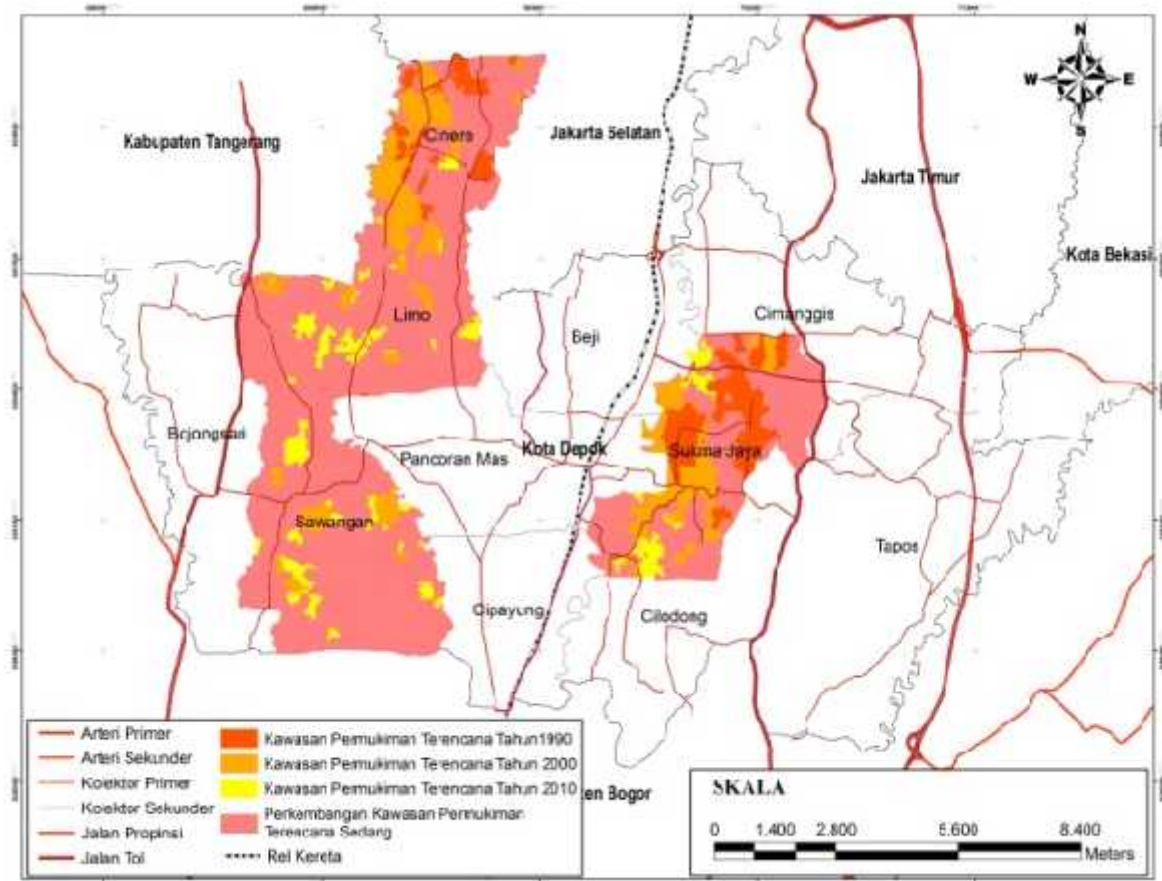 N
W E
S
Kabupaten Tangerang
Cinere
Jakarta Selatan
Jakarta Timur
Kota Bekasi
Limo
Beji
Cimanggis
Bojongsari
Pancoran Mas
Kota Depok
Sukma Jaya
Sawangan
Tapos
Cipayung
Cilodong
Arteri Primer
Arteri Sekunder
Kolektor Primer
Kolektor Sekunder
Jalan Propinsi
Jalan Tol
Kawasan Permukiman Terencana Tahun1990
Kawasan Permukiman Terencana Tahun 2000
Kawasan Permukiman Terencana Tahun 2010
Perkembangan Kawasan Permukiman
Terencana Sedang
Rel Kereta
en Bogor
SKALA
0 1.400 2.800 5.600 8.400
Meters